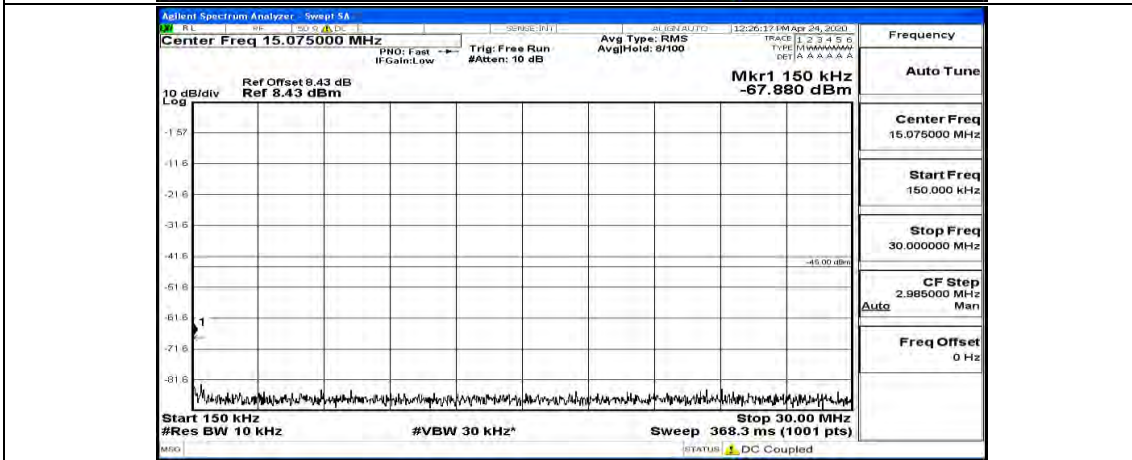 Agilent Spectrum Analyzer - Swept SA
RL RF 50 Ω DC SENSE:INT ALIGN AUTO 12:26:17 PM Apr 24, 2020
Center Freq 15.075000 MHz
PNO: Fast
IFGain:Low
Trig: Free Run
#Atten: 10 dB
Avg Type: RMS
Avg|Hold: 8/100
TRACE 1 2 3 4 5 6
TYPE M WWWWW
DET A A A A A A
Frequency
Ref Offset 8.43 dB
Ref 8.43 dBm
10 dB/div
Log
Mkr1 150 kHz
-67.880 dBm
Auto Tune
Center Freq
15.075000 MHz
Start Freq
150.000 kHz
Stop Freq
30.000000 MHz
CF Step
2.985000 MHz
Auto Man
Freq Offset
0 Hz
-1.57
-11.6
-21.6
-31.6
-41.6
-45.00 dBm
-51.6
-61.6
1
-71.6
-81.6
Start 150 kHz
#Res BW 10 kHz
#VBW 30 kHz*
Stop 30.00 MHz
Sweep 368.3 ms (1001 pts)
MSG
STATUS
DC Coupled